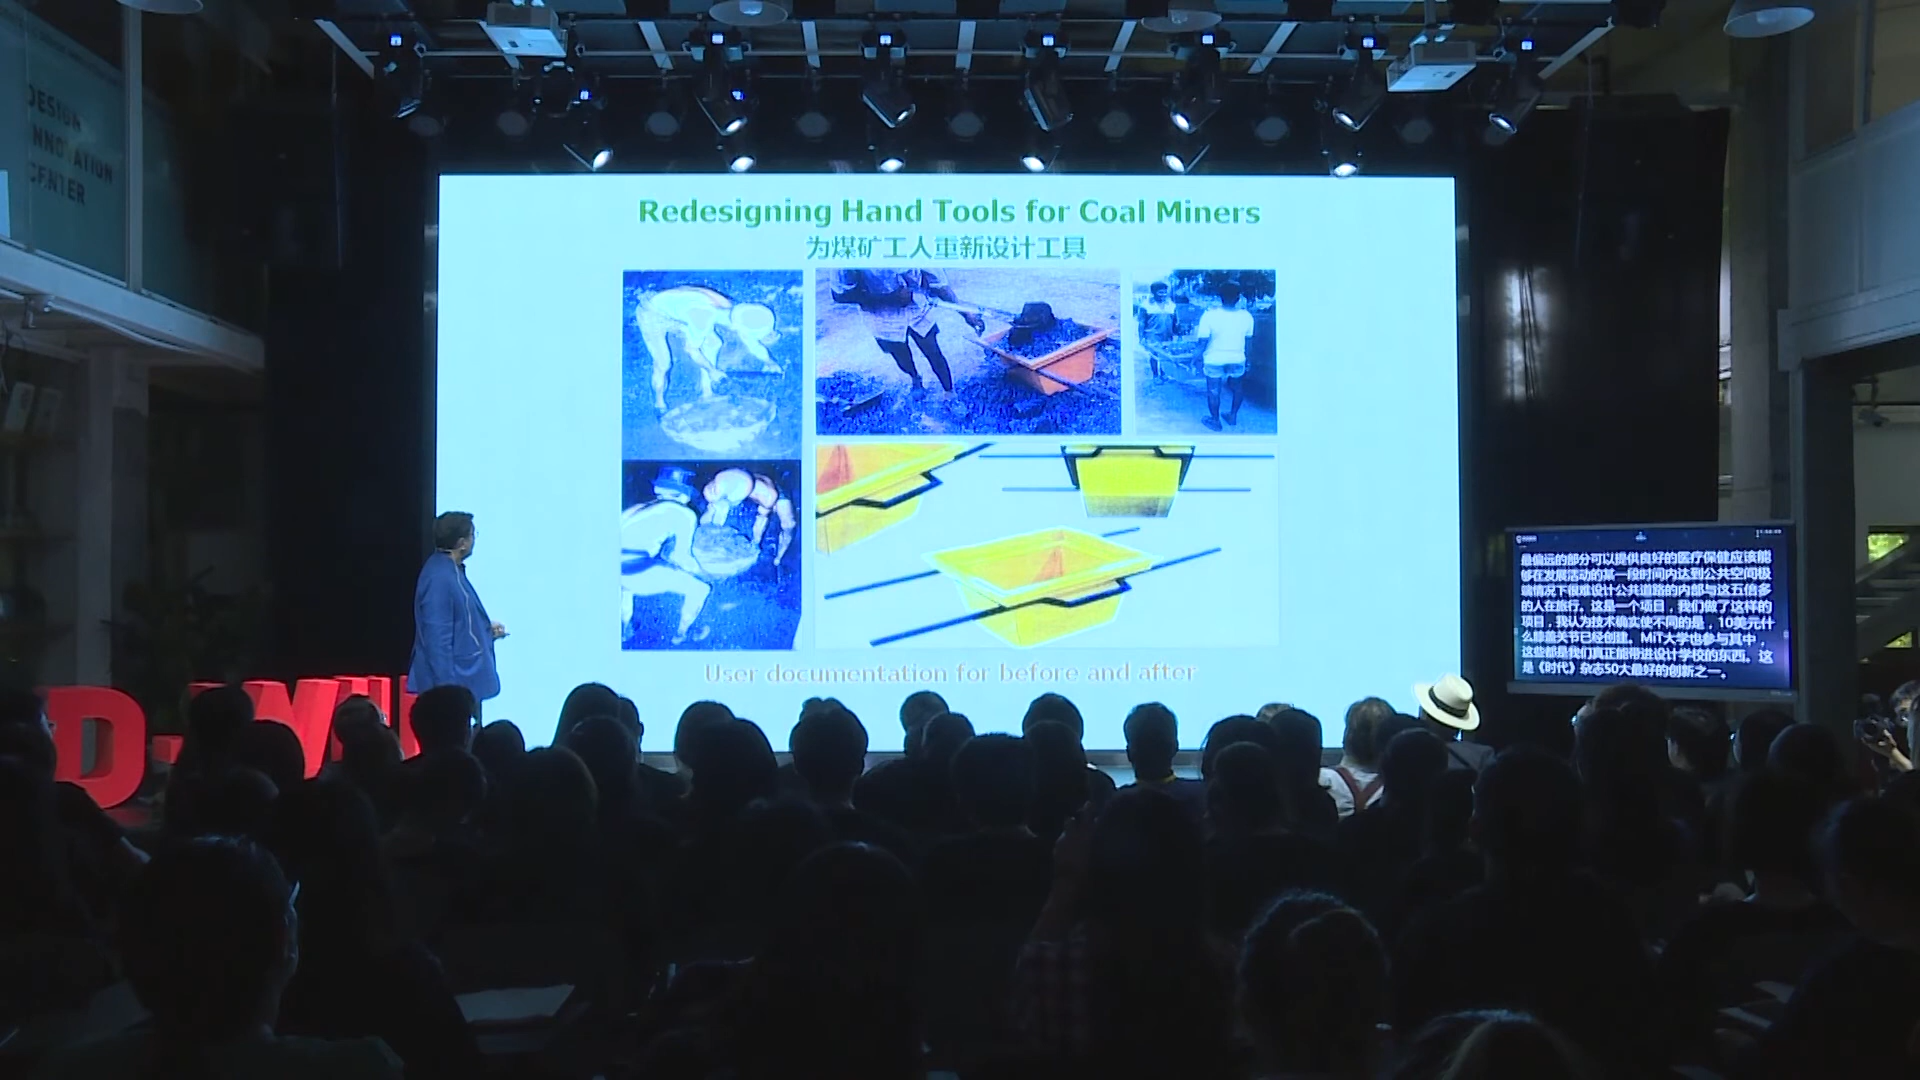 DESIGN
INNOVATION
CENTER
Redesigning Hand Tools for Coal Miners
为煤矿工人重新设计工具
User documentation for before and after
最偏远的部分可以提供良好的医疗保健应该能
够在发展活动的某一段时间内达到公共空间极
端情况下很难设计公共道路的内部与这五倍多
的人在旅行。这是一个项目，我们做了这样的
项目，我认为技术确实使不同的是，10美元什
么膝盖关节已经创建。MiT大学也参与其中，
这些都是我们真正能带进设计学校的东西。这
是《时代》杂志50大最好的创新之一。